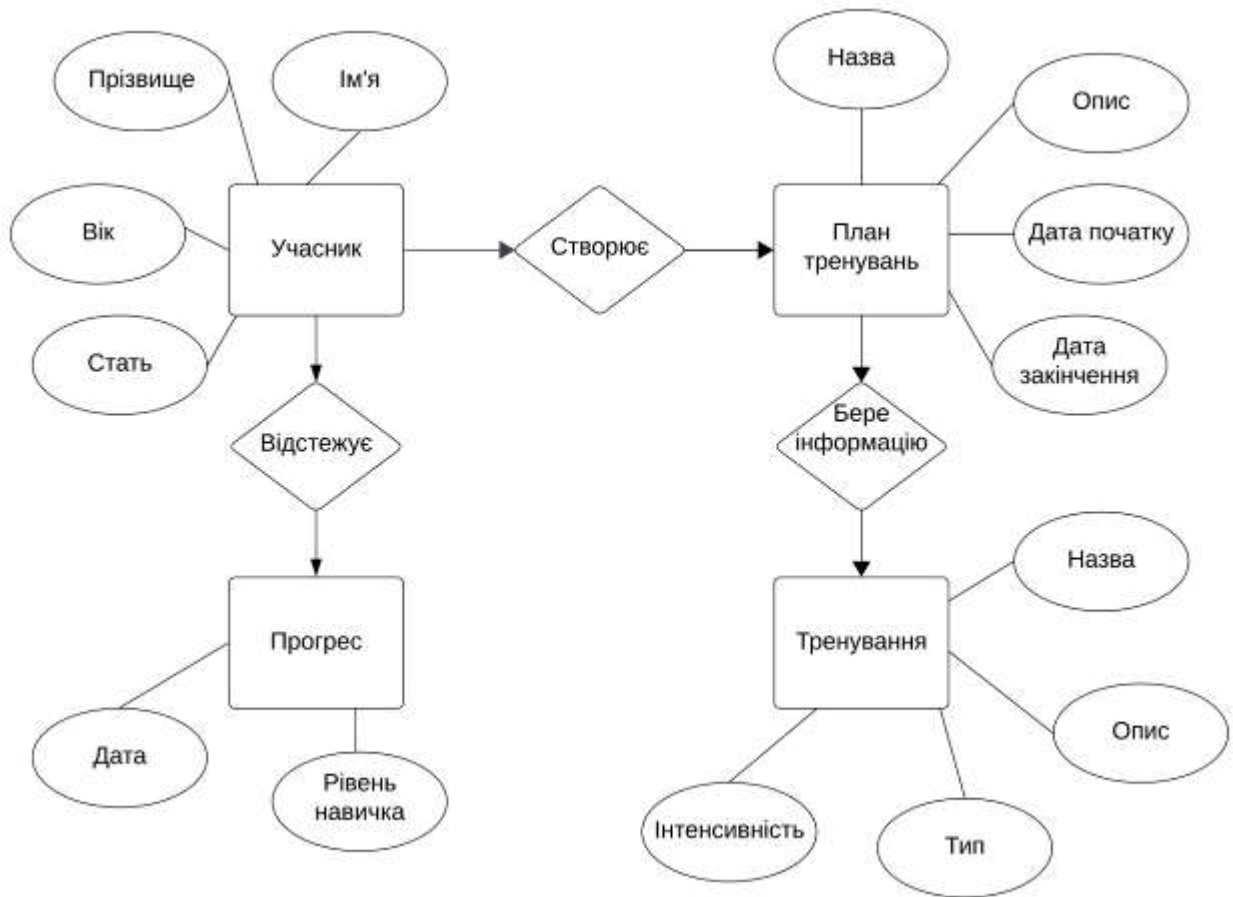 Прізвище
Ім'я
Назва
Опис
Вік
Учасник
Створює
План
тренувань
Дата початку
Стать
Дата
закінчення
Відстежує
Бере
інформацію
Назва
Прогрес
Тренування
Опис
Дата
Рівень
навичка
Інтенсивність
Тип